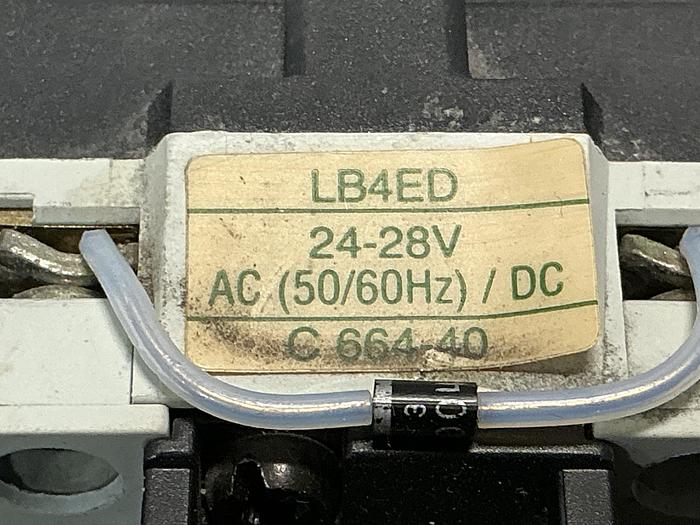 LB4ED
24-28V
AC (50/60Hz) / DC
C 664-40